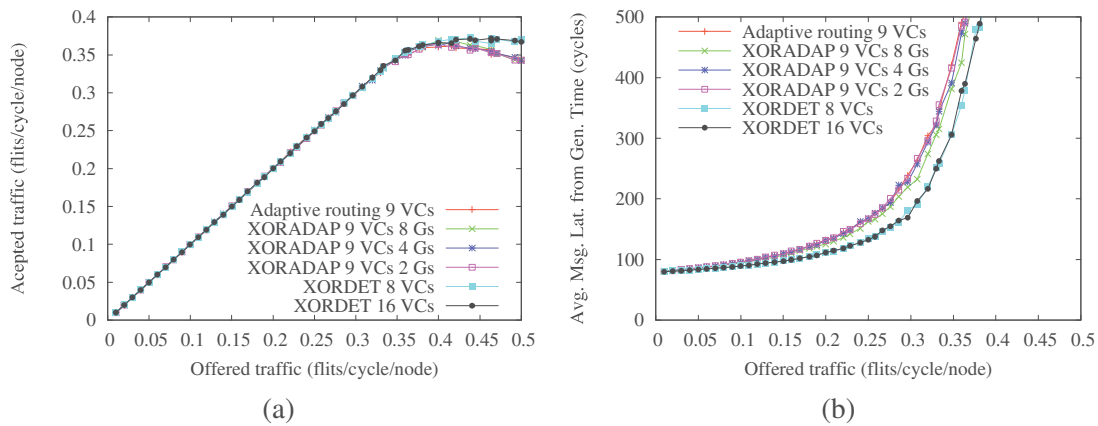 0.4
0.35
0.3
0.25
0.2
0.15
0.1
0.05
0
Acepted traffic (flits/cycle/node)
Adaptive routing 9 VCs
XORADAP 9 VCs 8 Gs
XORADAP 9 VCs 4 Gs
XORADAP 9 VCs 2 Gs
XORDET 8 VCs
XORDET 16 VCs
0 0.05 0.1 0.15 0.2 0.25 0.3 0.35 0.4 0.45 0.5
Offered traffic (flits/cycle/node)
(a)
500
400
300
200
100
0
Avg. Msg. Lat. from Gen. Time (cycles)
Adaptive routing 9 VCs
XORADAP 9 VCs 8 Gs
XORADAP 9 VCs 4 Gs
XORADAP 9 VCs 2 Gs
XORDET 8 VCs
XORDET 16 VCs
0 0.05 0.1 0.15 0.2 0.25 0.3 0.35 0.4 0.45 0.5
Offered traffic (flits/cycle/node)
(b)